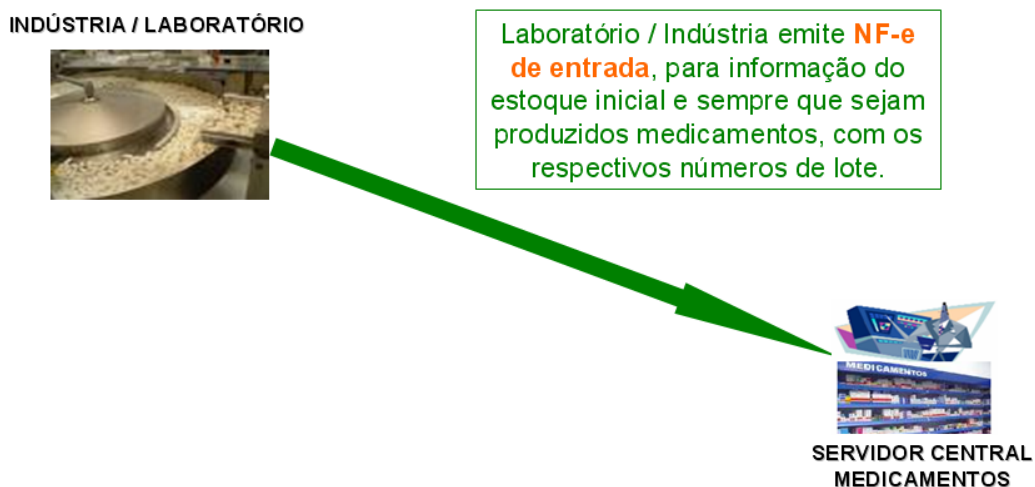 INDÚSTRIA / LABORATÓRIO
Laboratório / Indústria emite NF-e
de entrada, para informação do
estoque inicial e sempre que sejam
produzidos medicamentos, com os
respectivos números de lote.
MEDICAMENTOS
SERVIDOR CENTRAL
MEDICAMENTOS